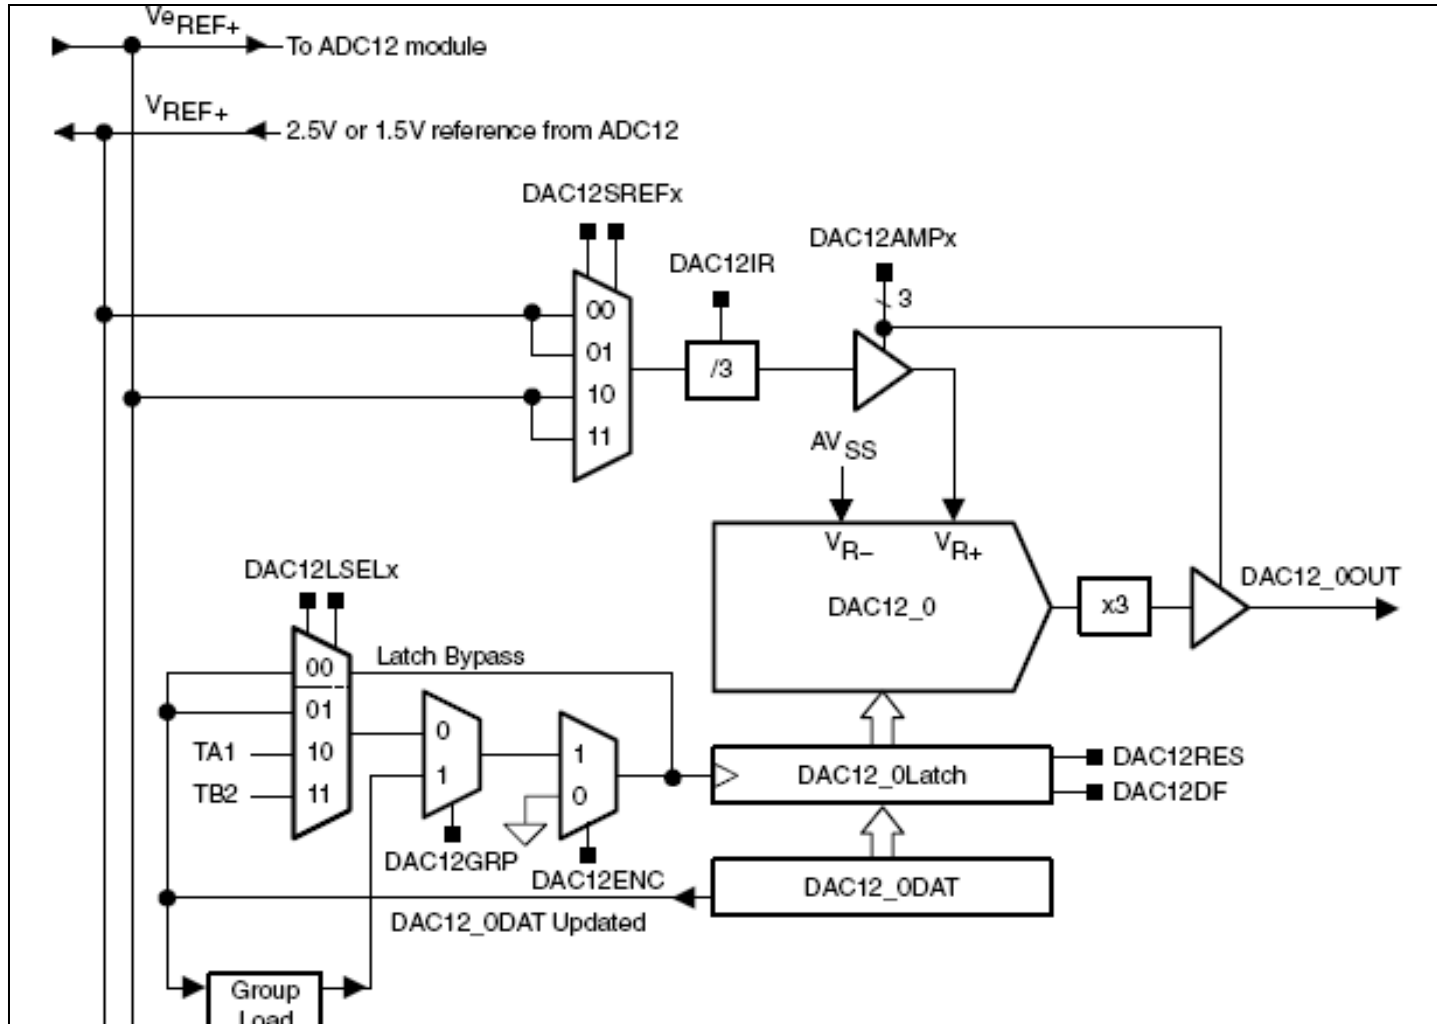 VeREF+
To ADC12 module
VREF+
2.5V or 1.5V reference from ADC12
DAC12SREFx
DAC12AMPx
DAC12IR
3
00
01
10
11
/3
AVSS
VR−
VR+
DAC12_0
x3
DAC12_0OUT
DAC12LSELx
Latch Bypass
00
01
TA1
10
TB2
11
0
1
1
0
DAC12GRP
DAC12ENC
DAC12_0Latch
DAC12RES
DAC12DF
DAC12_0DAT
DAC12_0DAT Updated
Group
Load